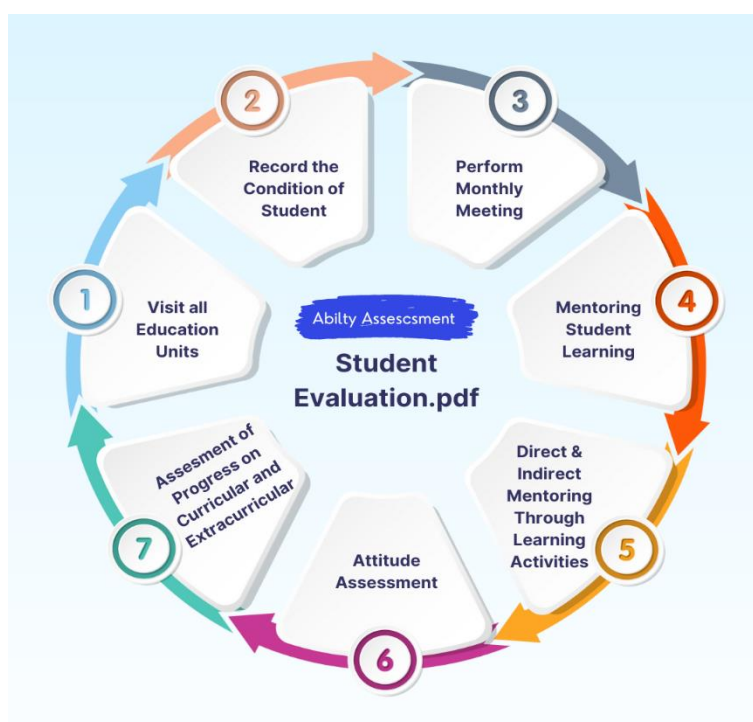 1
Visit all
Education
Units
2
Record the
Condition of
Student
3
Perform
Monthly
Meeting
4
Mentoring
Student
Learning
5
Direct &
Indirect
Mentoring
Through
Learning
Activities
6
Attitude
Assessment
7
Assesment of
Progress on
Curricular and
Extracurricular
Abilty Assescsment
Student
Evaluation.pdf